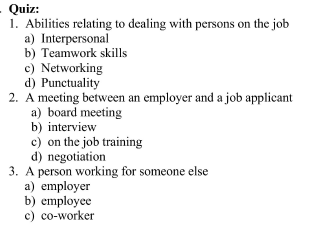 . Quiz:
1. Abilities relating to dealing with persons on the job
a) Interpersonal
b) Teamwork skills
c) Networking
d) Punctuality
2. A meeting between an employer and a job applicant
a) board meeting
b) interview
c) on the job training
d) negotiation
3. A person working for someone else
a) employer
b) employee
c) co-worker